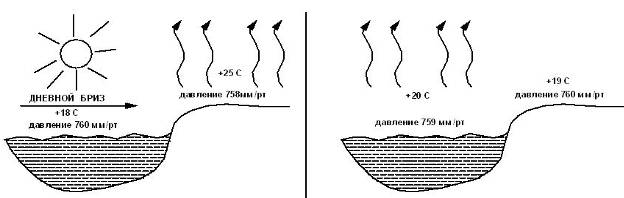 +25 С
давление 758мм/рт
ДНЕВНОЙ БРИЗ
+18 С
давление 760 мм/рт
+19 С
+20 С
давление 760 мм/рт
давление 759 мм/рт